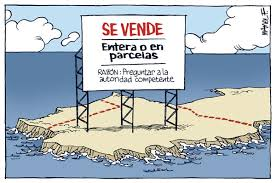 SE VENDE
Entera o en
parcelas
RAZÓN: Preguntar a la
autoridad competente